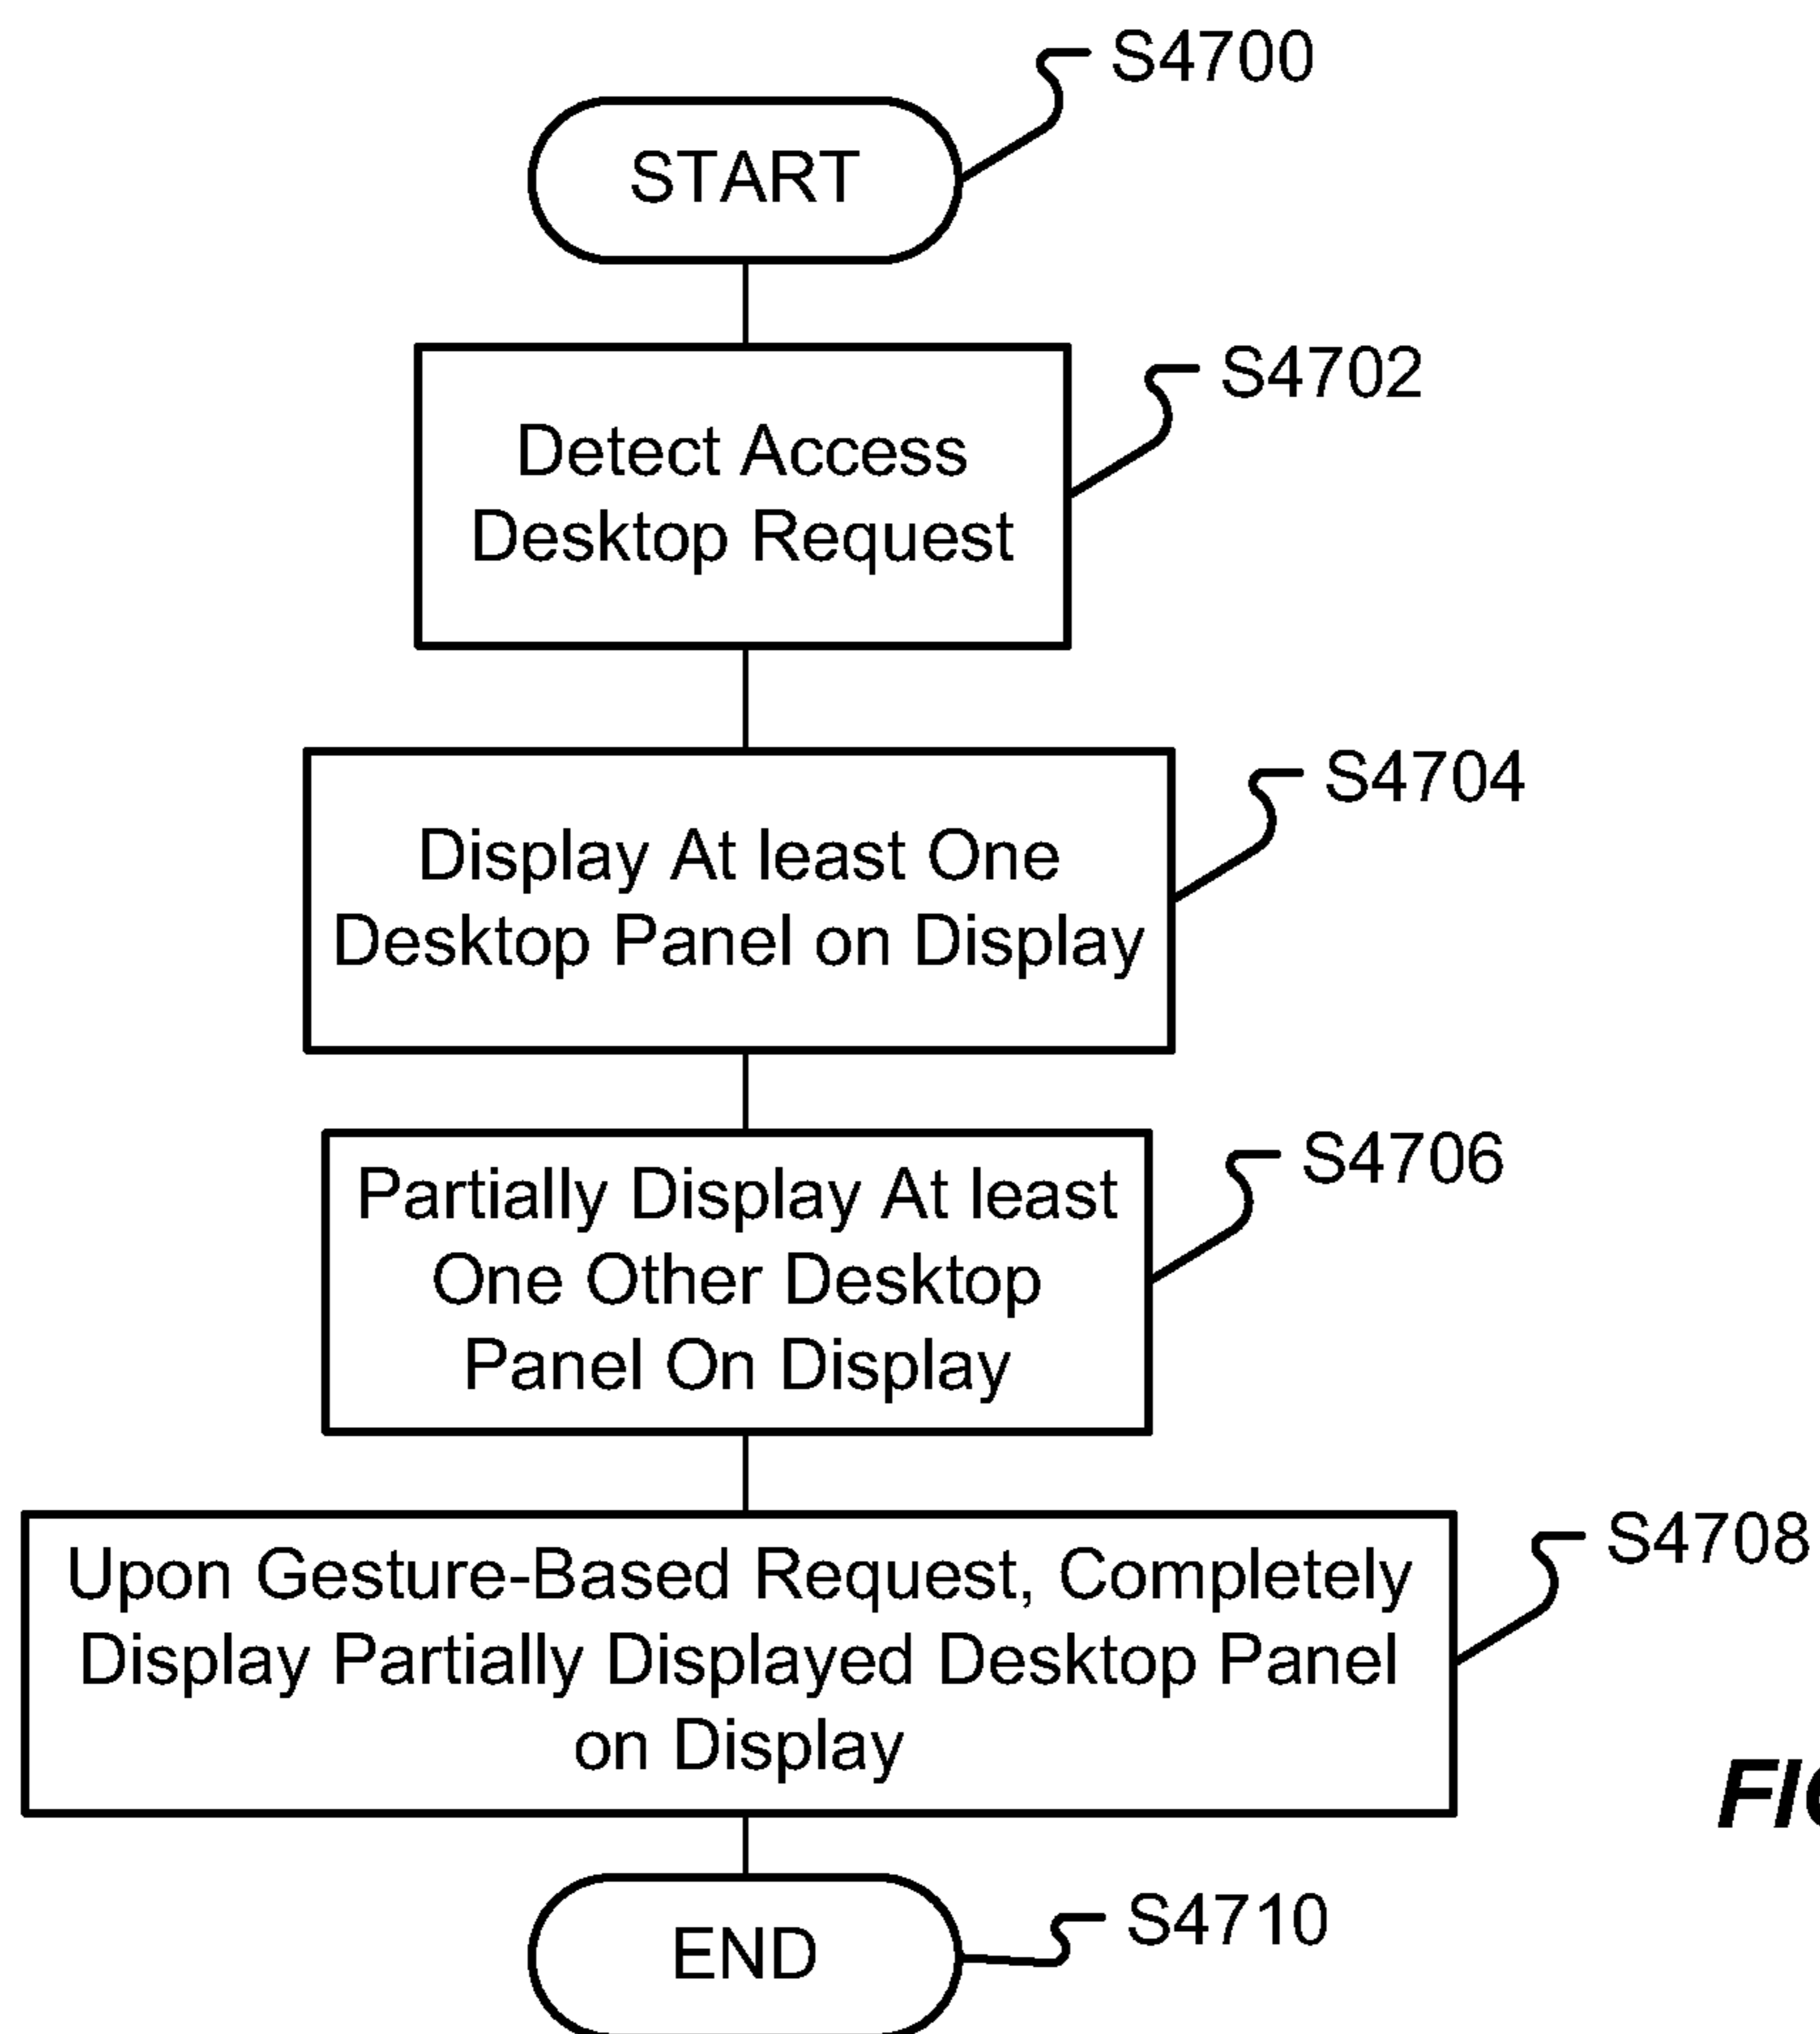 S4700
START
S4702
Detect Access
Desktop Request
S4704
Display At least One
Desktop Panel on Display
S4706
Partially Display At least
One Other Desktop
Panel On Display
S4708
Upon Gesture-Based Request, Completely
Display Partially Displayed Desktop Panel
on Display
S4710
END